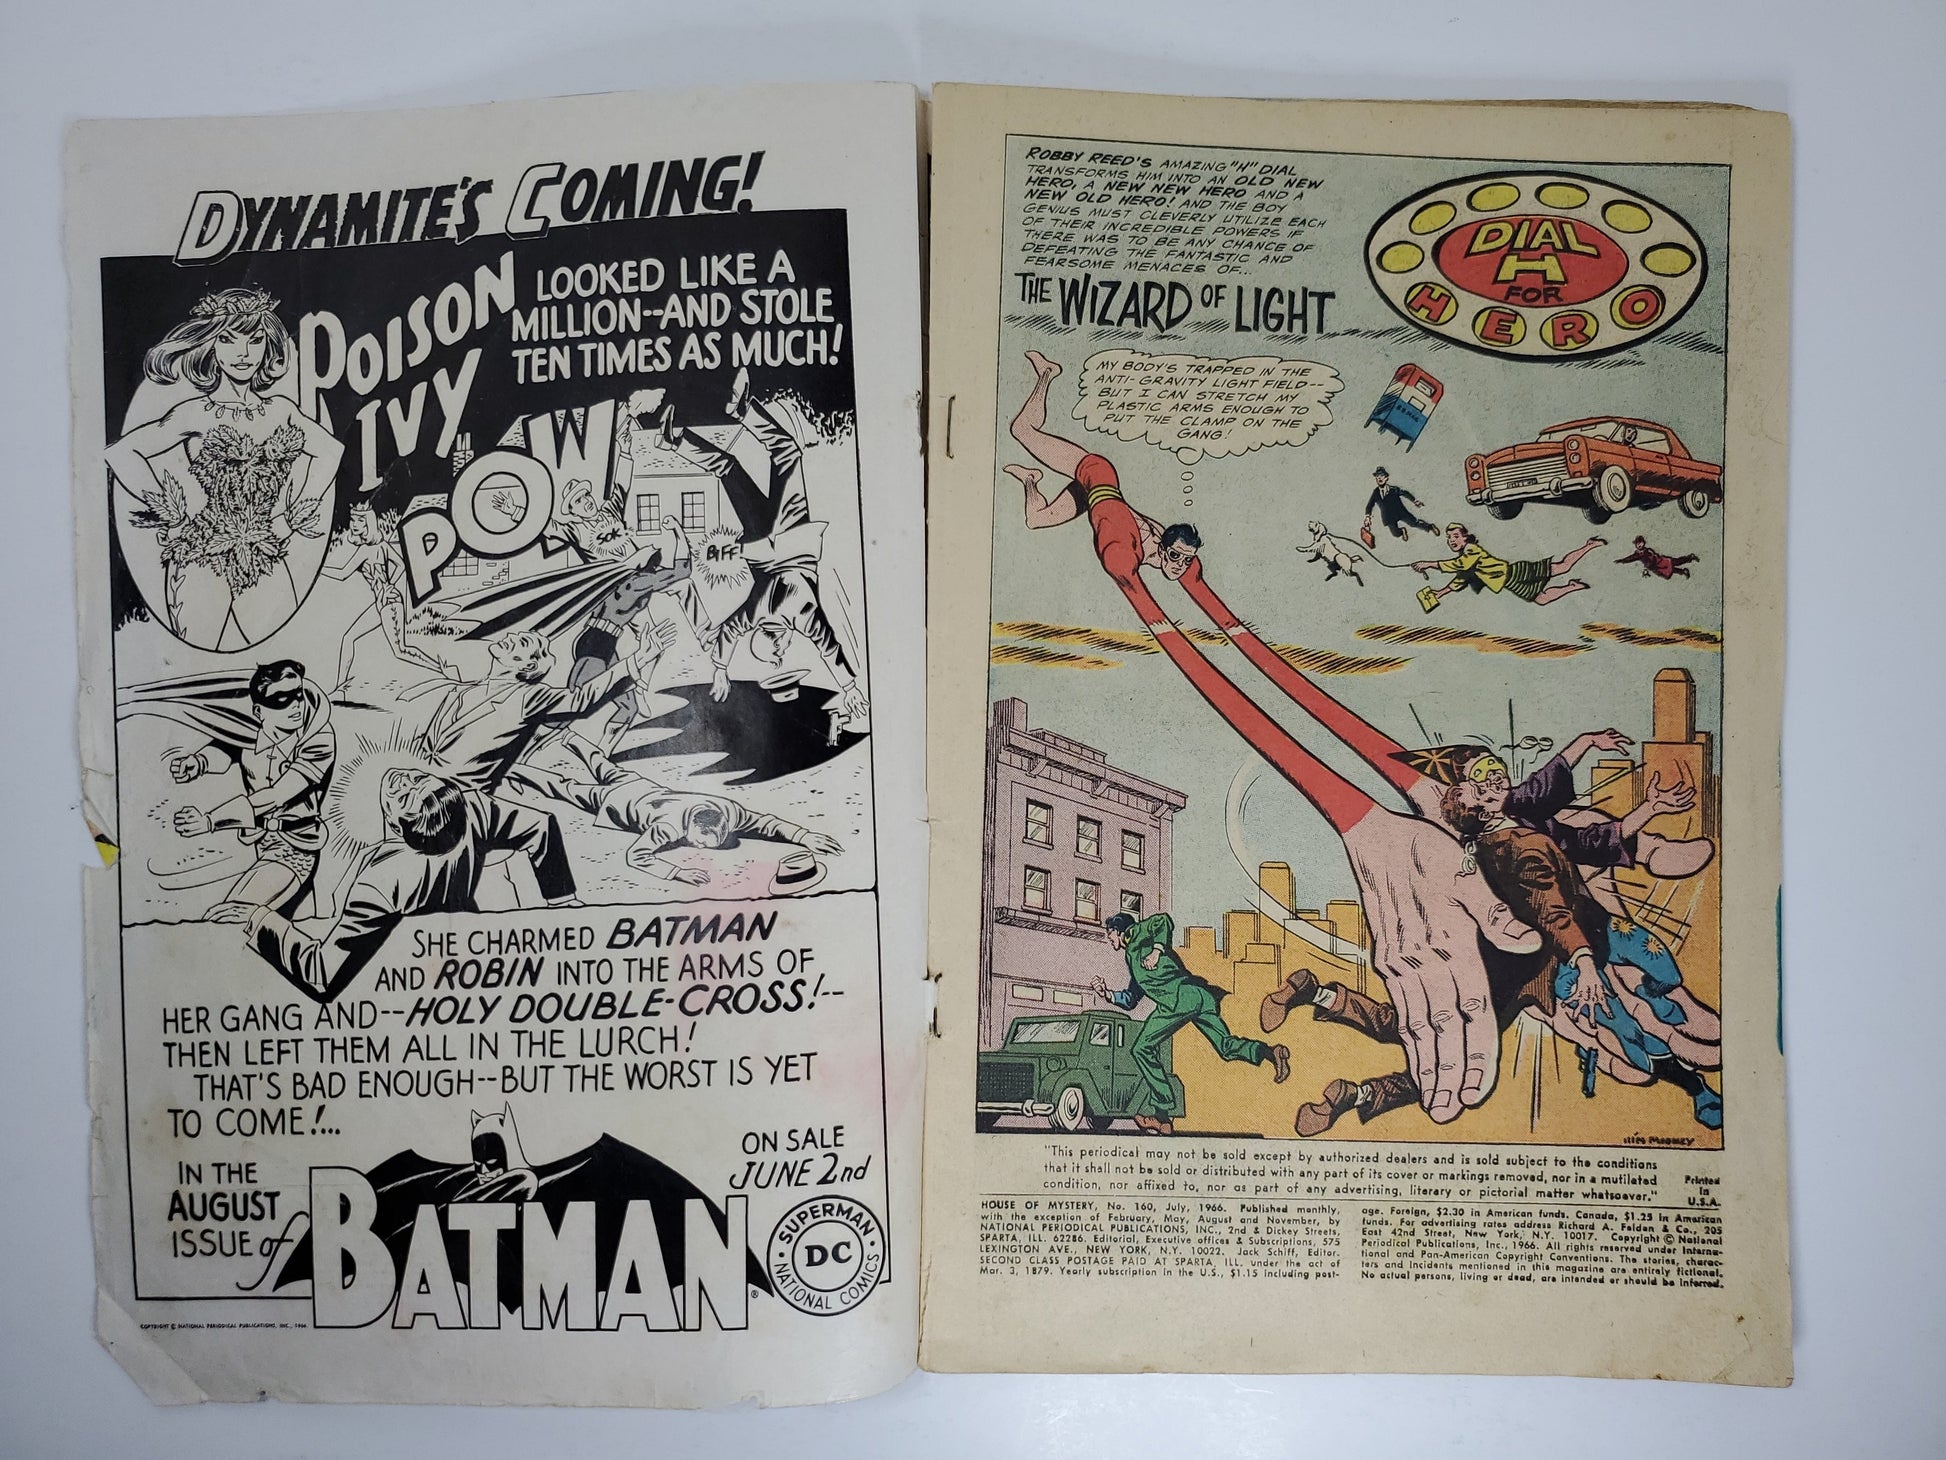 DYNAMITE'S COMING!
POISON
IVY
LOOKED LIKE A
MILLION--AND STOLE
TEN TIMES AS MUCH!
POW
SOK
BIFF!
SHE CHARMED BATMAN
AND ROBIN INTO THE ARMS OF
HER GANG AND--HOLY DOUBLE-CROSS!--
THEN LEFT THEM ALL IN THE LURCH!
THAT'S BAD ENOUGH--BUT THE WORST IS YET
TO COME!...
IN THE
AUGUST
ISSUE of
BATMAN
®
ON SALE
JUNE 2nd
SUPERMAN
DC
NATIONAL COMICS
COPYRIGHT © NATIONAL PERIODICAL PUBLICATIONS, INC., 1966
ROBBY REED'S AMAZING "H" DIAL
TRANSFORMS HIM INTO AN OLD NEW
HERO, A NEW NEW HERO AND A
NEW OLD HERO! AND THE BOY
GENIUS MUST CLEVERLY UTILIZE EACH
OF THEIR INCREDIBLE POWERS IF
THERE WAS TO BE ANY CHANCE OF
DEFEATING THE FANTASTIC AND
FEARSOME MENACES OF...
THE WIZARD OF LIGHT
DIAL
H
FOR
HERO
MY BODY'S TRAPPED IN THE
ANTI-GRAVITY LIGHT FIELD--
BUT I CAN STRETCH MY
PLASTIC ARMS ENOUGH TO
PUT THE CLAMP ON THE
GANG!
JIM MOONEY
"This periodical may not be sold except by authorized dealers and is sold subject to the conditions
that it shall not be sold or distributed with any part of its cover or markings removed, nor in a mutilated
condition, nor affixed to, nor as part of any advertising, literary or pictorial matter whatsoever."
Printed
in
U.S.A.
HOUSE OF MYSTERY, No. 160, July, 1966. Published monthly,
with the exception of February, May, August and November, by
NATIONAL PERIODICAL PUBLICATIONS, INC., 2nd & Dickey Streets,
SPARTA, ILL. 62286. Editorial, Executive offices & Subscriptions, 575
LEXINGTON AVE., NEW YORK, N.Y. 10022. Jack Schiff, Editor.
SECOND CLASS POSTAGE PAID AT SPARTA, ILL. under the act of
Mar. 3, 1879. Yearly subscription in the U.S., $1.15 including post-
age. Foreign, $2.30 in American funds. Canada, $1.25 in American
funds. For advertising rates address Richard A. Feldon & Co., 205
East 42nd Street, New York, N.Y. 10017. Copyright © National
Periodical Publications, Inc., 1966. All rights reserved under Interna-
tional and Pan-American Copyright Conventions. The stories, charac-
ters and incidents mentioned in this magazine are entirely fictional.
No actual persons, living or dead, are intended or should be inferred.